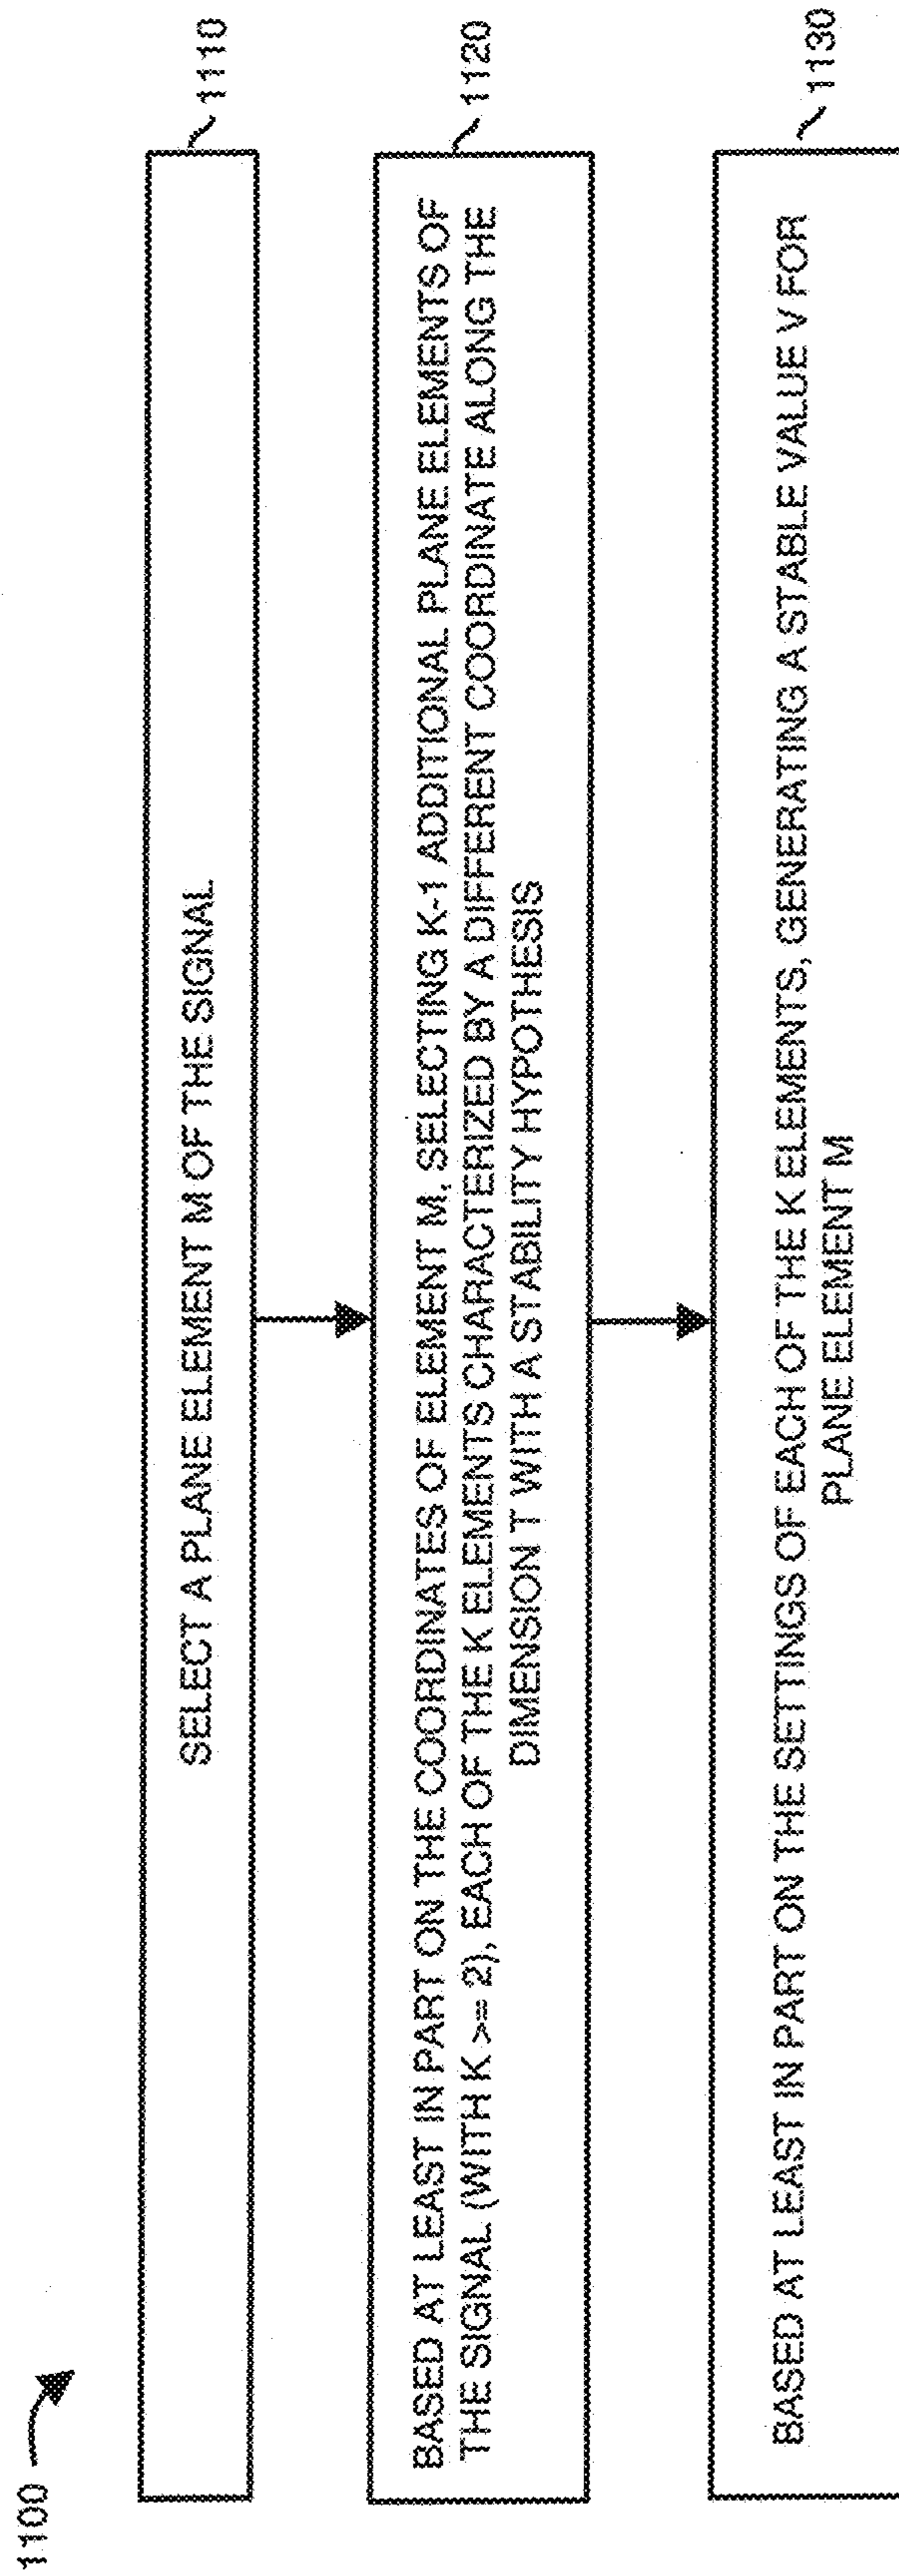 1100
SELECT A PLANE ELEMENT M OF THE SIGNAL
1110
BASED AT LEAST IN PART ON THE COORDINATES OF ELEMENT M, SELECTING K-1 ADDITIONAL PLANE ELEMENTS OF
THE SIGNAL (WITH K >= 2), EACH OF THE K ELEMENTS CHARACTERIZED BY A DIFFERENT COORDINATE ALONG THE
DIMENSION T WITH A STABILITY HYPOTHESIS
1120
BASED AT LEAST IN PART ON THE SETTINGS OF EACH OF THE K ELEMENTS, GENERATING A STABLE VALUE V FOR
PLANE ELEMENT M
1130